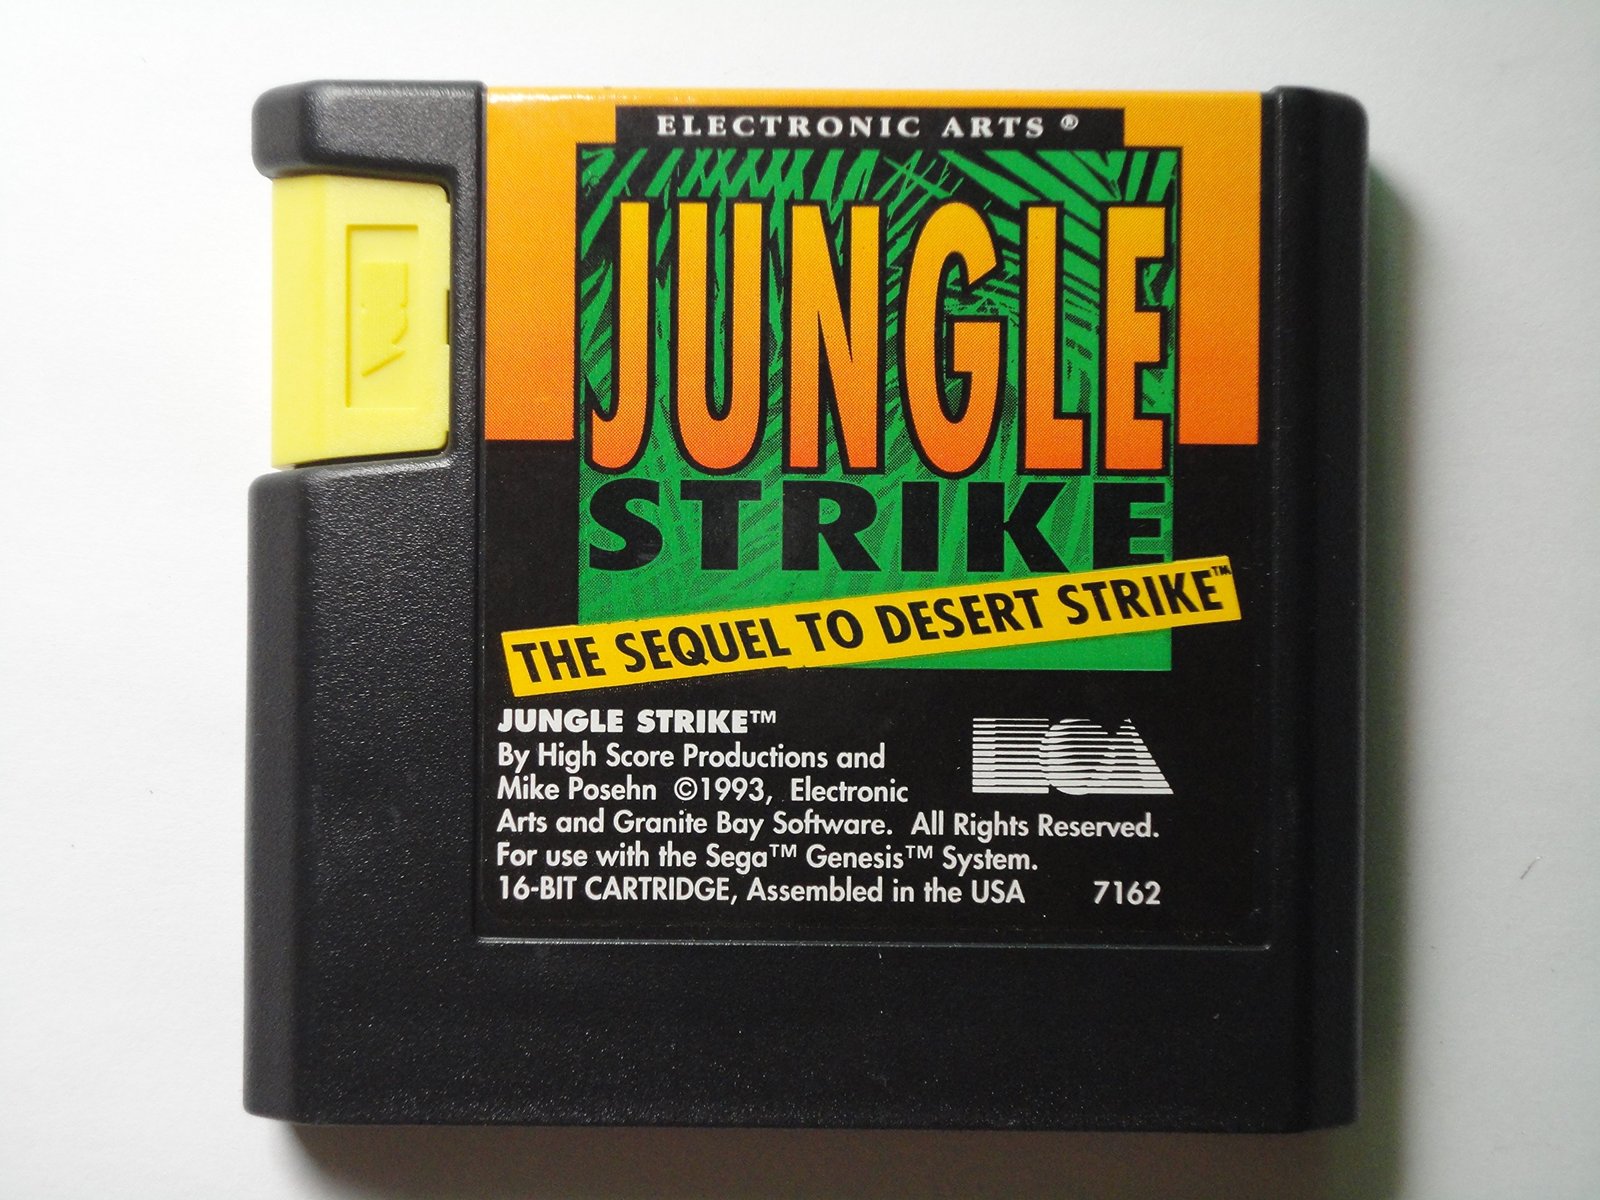 ELECTRONIC ARTS ®
JUNGLE
STRIKE
THE SEQUEL TO DESERT STRIKE™
JUNGLE STRIKE™
By High Score Productions and
Mike Posehn ©1993, Electronic
Arts and Granite Bay Software. All Rights Reserved.
For use with the Sega™ Genesis™ System.
16-BIT CARTRIDGE, Assembled in the USA 7162
EOA